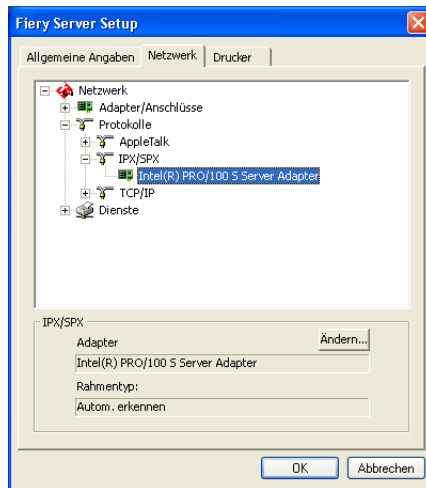 Fiery Server Setup
Allgemeine Angaben Netzwerk Drucker
Netzwerk
Adapter/Anschlüsse
Protokolle
AppleTalk
IPX/SPX
Intel(R) PRO/100 S Server Adapter
TCP/IP
Dienste
IPX/SPX
Adapter Ändern...
Intel(R) PRO/100 S Server Adapter
Rahmentyp:
Autom. erkennen
OK Abbrechen